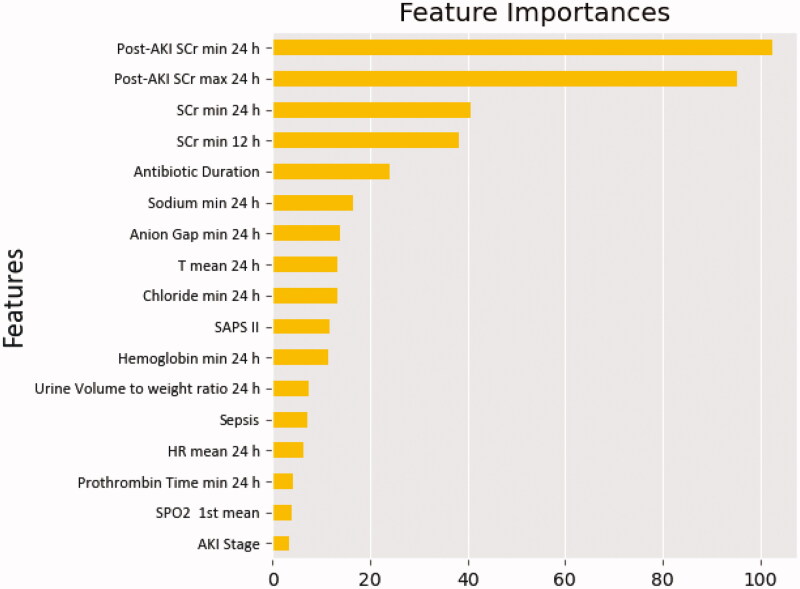 Feature Importances
Post-AKI SCr min 24 h
Post-AKI SCr max 24 h
SCr min 24 h
SCr min 12 h
Antibiotic Duration
Sodium min 24 h
Anion Gap min 24 h
T mean 24 h
Chloride min 24 h
SAPS II
Hemoglobin min 24 h
Urine Volume to weight ratio 24 h
Sepsis
HR mean 24 h
Prothrombin Time min 24 h
SPO2 1st mean
AKI Stage
Features
0 20 40 60 80 100